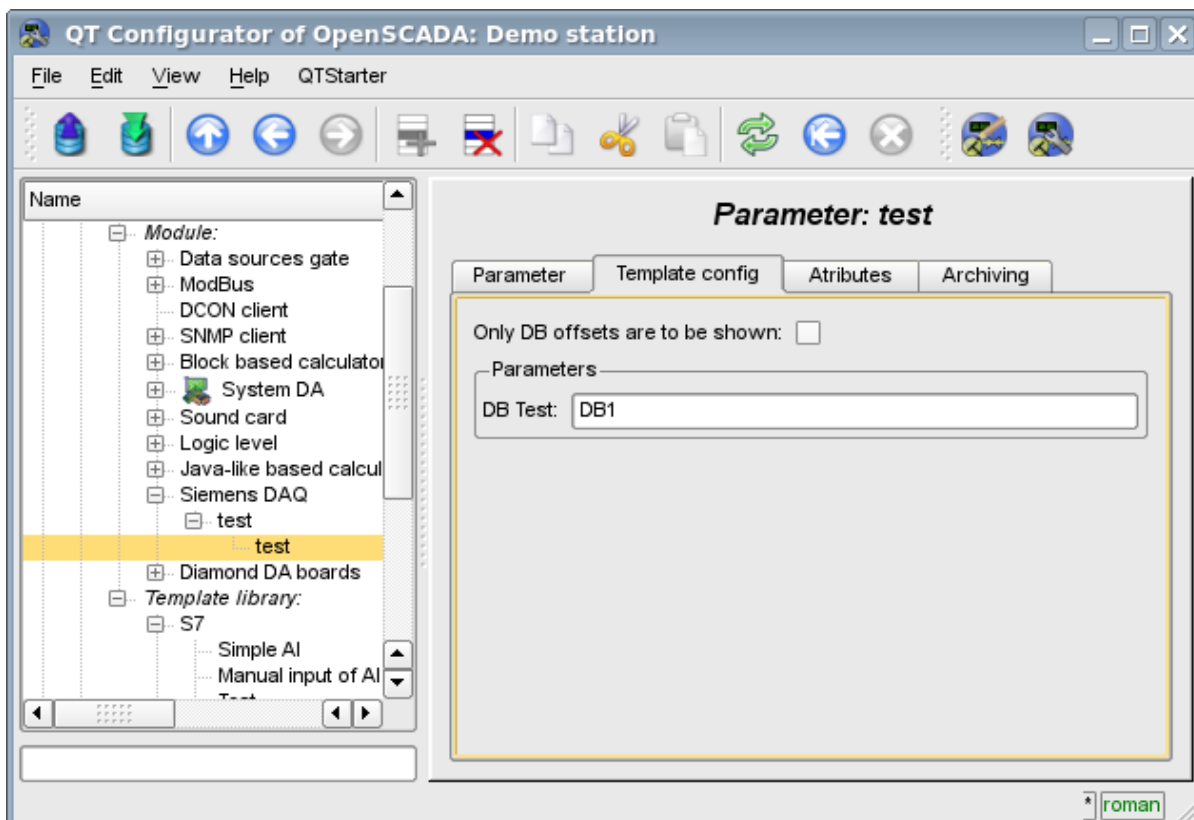 QT Configurator of OpenSCADA: Demo station
File Edit View Help QTStarter
Name
Module:
Data sources gate
ModBus
DCON client
SNMP client
Block based calculator
System DA
Sound card
Logic level
Java-like based calcul
Siemens DAQ
test
test
Diamond DA boards
Template library:
S7
Simple AI
Manual input of AI
Test
Parameter: test
Parameter Template config Atributes Archiving
Only DB offsets are to be shown:
Parameters
DB Test: DB1
* roman